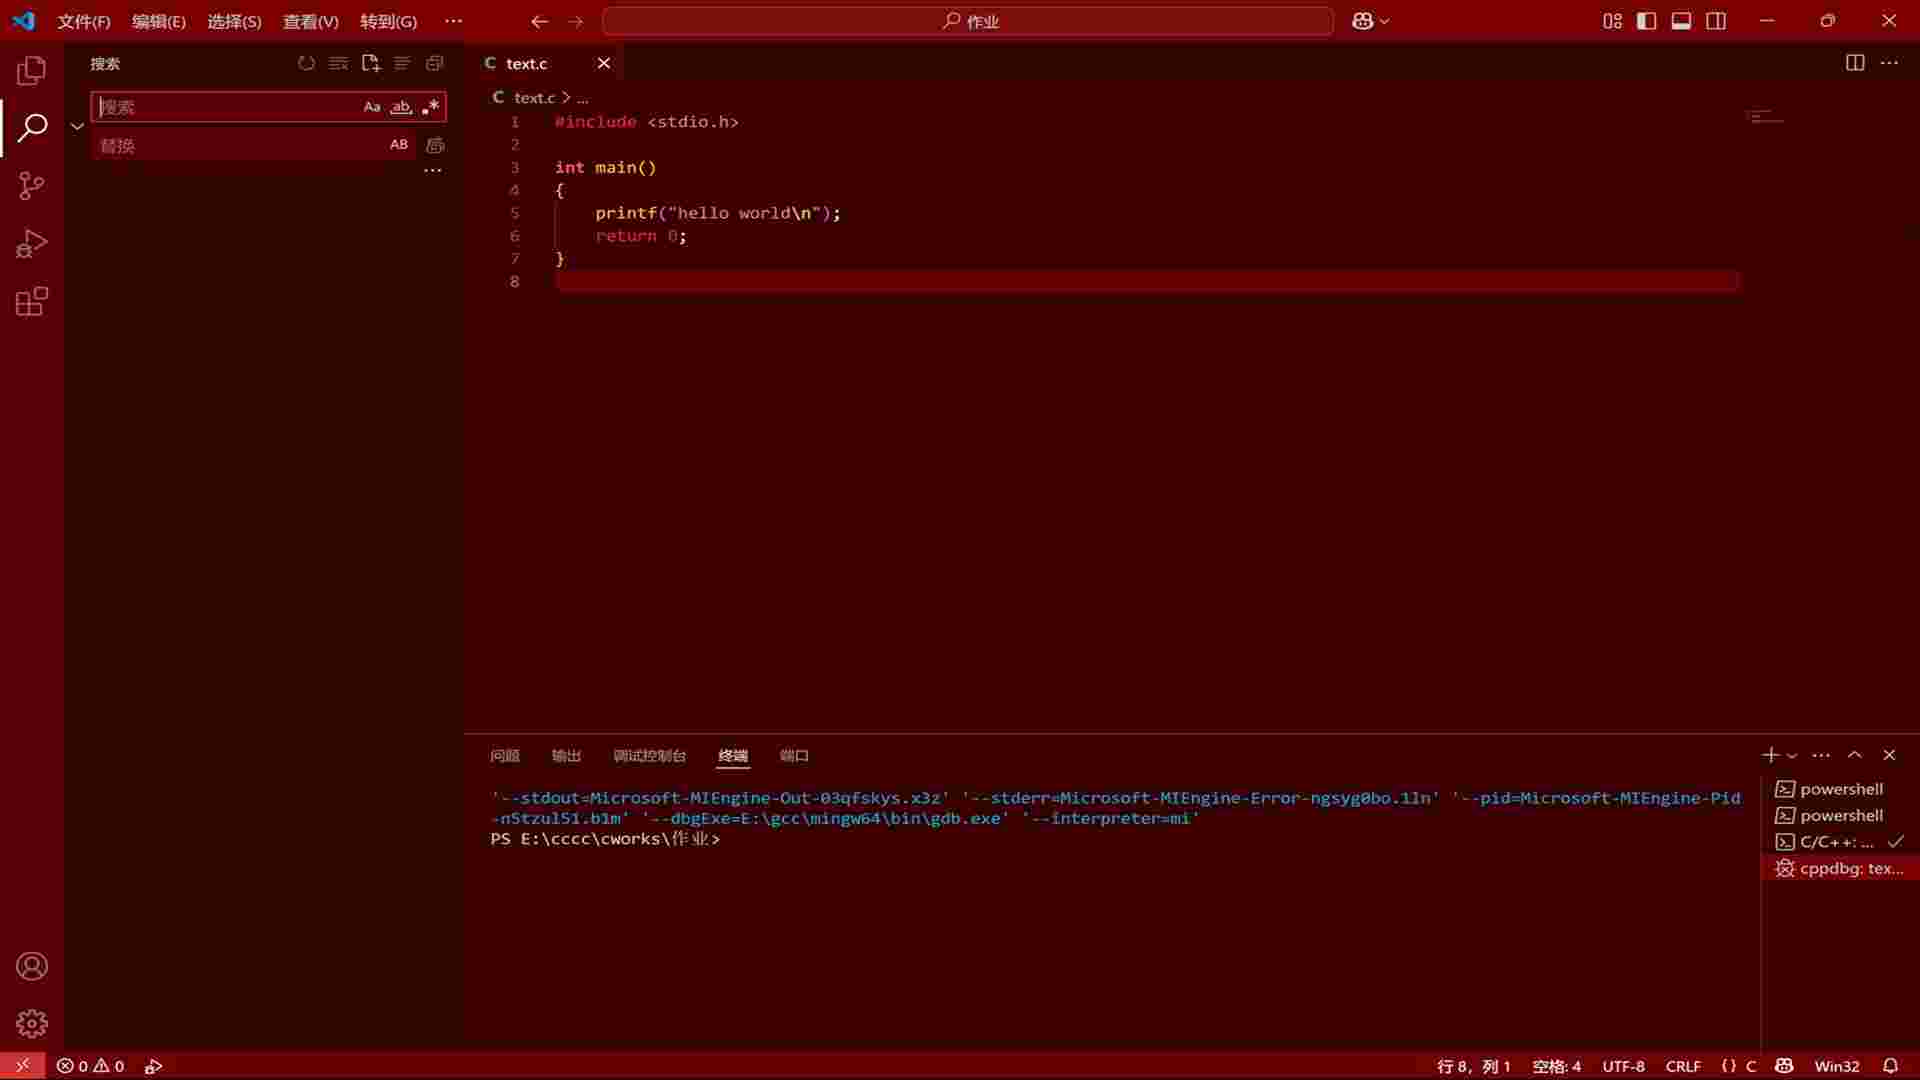 文件(F) 编辑(E) 选择(S) 查看(V) 转到(G) ··· 作业
搜索
搜索 Aa ab .*
替换 AB
text.c
C text.c > ...
1 #include <stdio.h>
2
3 int main()
4 {
5 printf("hello world\n");
6 return 0;
7 }
8
问题 输出 调试控制台 终端 端口
'--stdout=Microsoft-MIEngine-Out-03qfskys.x3z' '--stderr=Microsoft-MIEngine-Error-ngsyg0bo.1ln' '--pid=Microsoft-MIEngine-Pid
-n5tzul51.b1m' '--dbgExe=E:\gcc\mingw64\bin\gdb.exe' '--interpreter=mi'
PS E:\cccc\cworks\作业>
powershell
powershell
C/C++: ...
cppdbg: tex...
0 0 行 8，列 1 空格: 4 UTF-8 CRLF {} C Win32